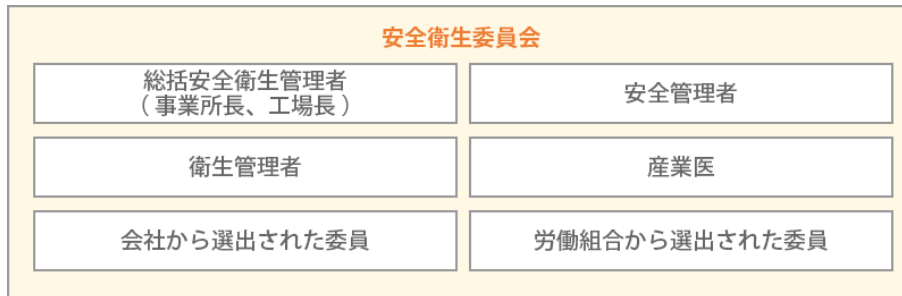 安全衛生委員会
総括安全衛生管理者
（事業所長、工場長）
安全管理者
衛生管理者
産業医
会社から選出された委員
労働組合から選出された委員